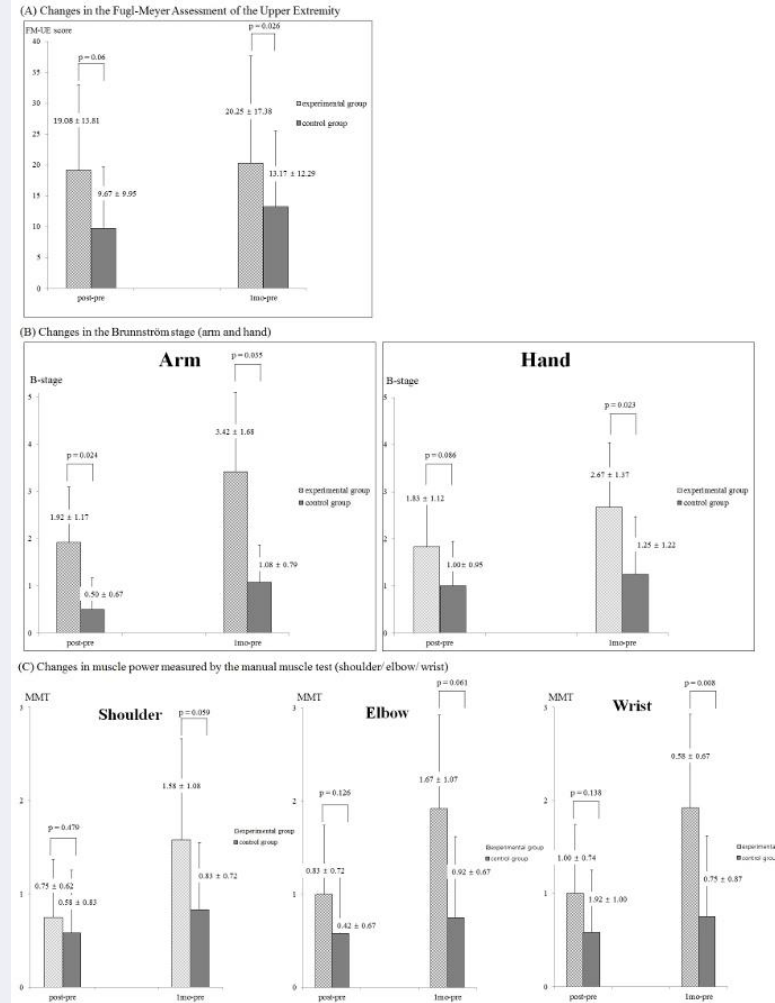 (A) Changes in the Fugl-Meyer Assessment of the Upper Extremity
FM-UE score
p=0.06
p=0.026
40
35
30
25
20
15
10
5
0
19.08 ± 13.81
9.67 ± 9.95
20.25 ± 17.38
13.17 ± 12.29
experimental group
control group
post-pre
1mo-pre
(B) Changes in the Brunnström stage (arm and hand)
Arm
B-stage
p=0.024
p=0.035
5
4
3
2
1
0
1.92 ± 1.17
0.50 ± 0.67
3.42 ± 1.68
1.08 ± 0.79
experimental group
control group
post-pre
1mo-pre
Hand
B-stage
p=0.086
p=0.023
5
4
3
2
1
0
1.83 ± 1.12
1.00± 0.95
2.67 ± 1.37
1.25 ± 1.22
experimental group
control group
post-pre
1mo-pre
(C) Changes in muscle power measured by the manual muscle test (shoulder/ elbow/ wrist)
MMT
Shoulder
p=0.479
p=0.059
3
2
1
0
0.75 ± 0.62
0.58 ± 0.83
1.58 ± 1.08
0.83 ± 0.72
experimental group
control group
post-pre
1mo-pre
MMT
Elbow
p=0.126
p=0.061
3
2
1
0
0.83 ± 0.72
0.42 ± 0.67
1.67 ± 1.07
0.92 ± 0.67
experimental group
control group
post-pre
1mo-pre
MMT
Wrist
p=0.138
p=0.008
3
2
1
0
1.00 ± 0.74
1.92 ± 1.00
0.58 ± 0.67
0.75 ± 0.87
experimenta
control grou
post-pre
1mo-pre